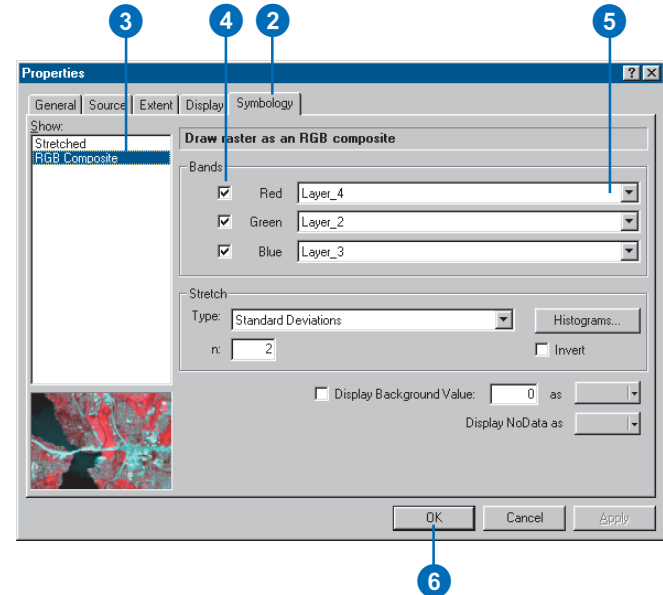 3 4 2 5
Properties
General Source Extent Display Symbology
Show:
Stretched
RGB Composite
Draw raster as an RGB composite
Bands
Red Layer_4
Green Layer_2
Blue Layer_3
Stretch
Type: Standard Deviations Histograms...
n: 2 Invert
Display Background Value: 0 as
Display NoData as
OK Cancel Apply
6